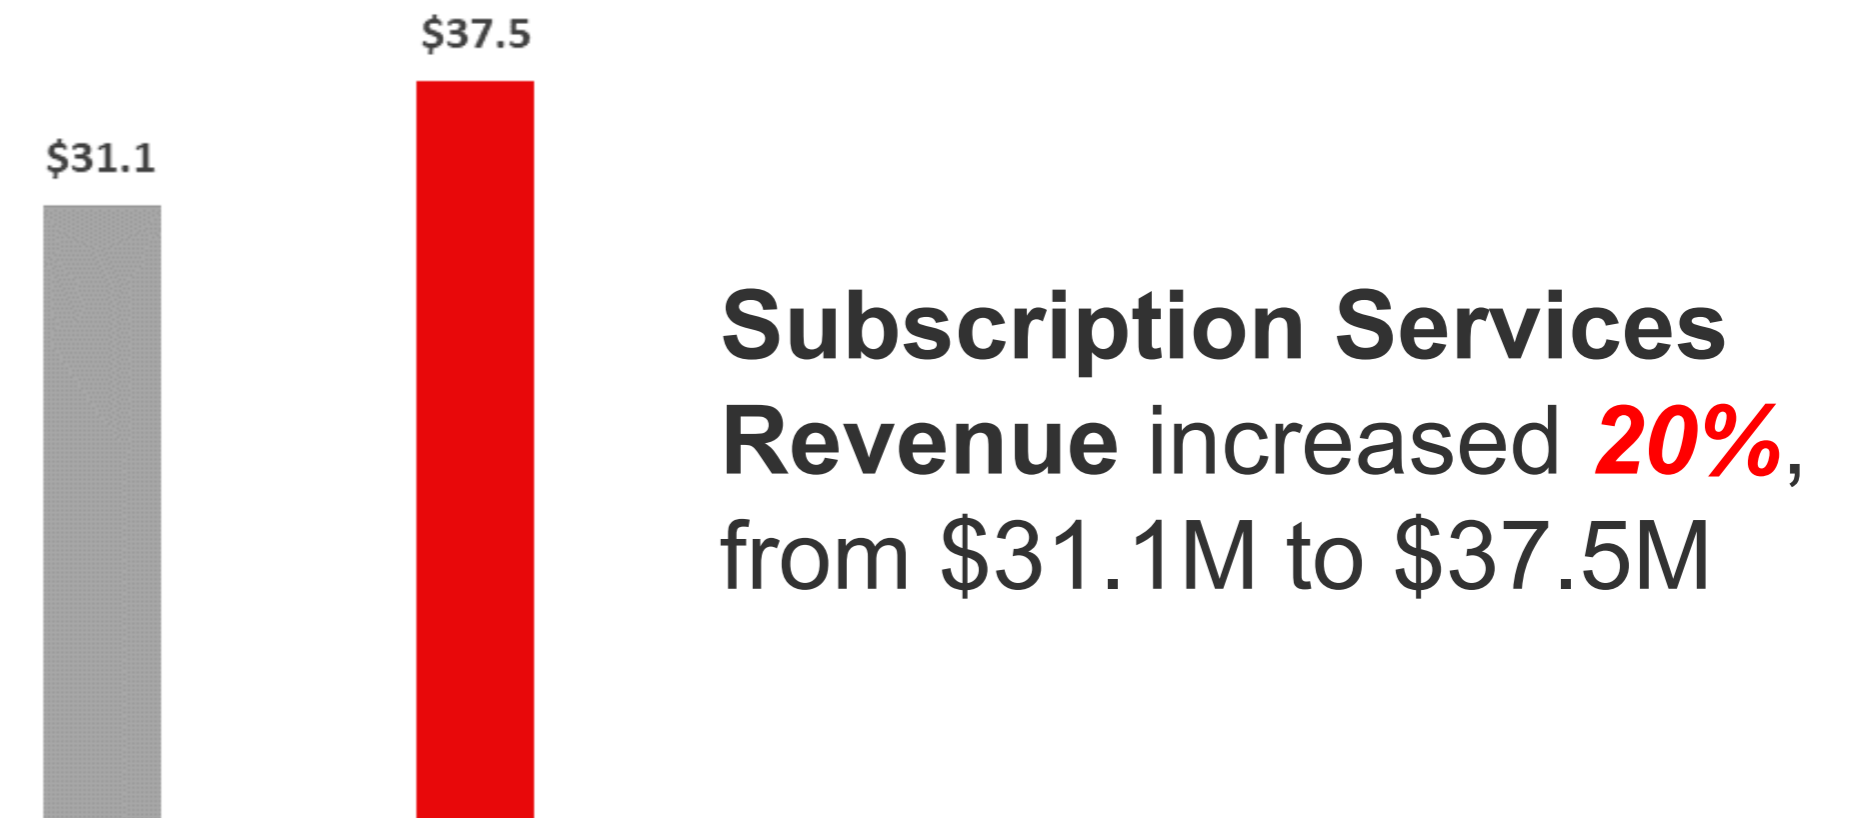 $37.5
$31.1
Subscription Services
Revenue increased 20%,
from $31.1M to $37.5M